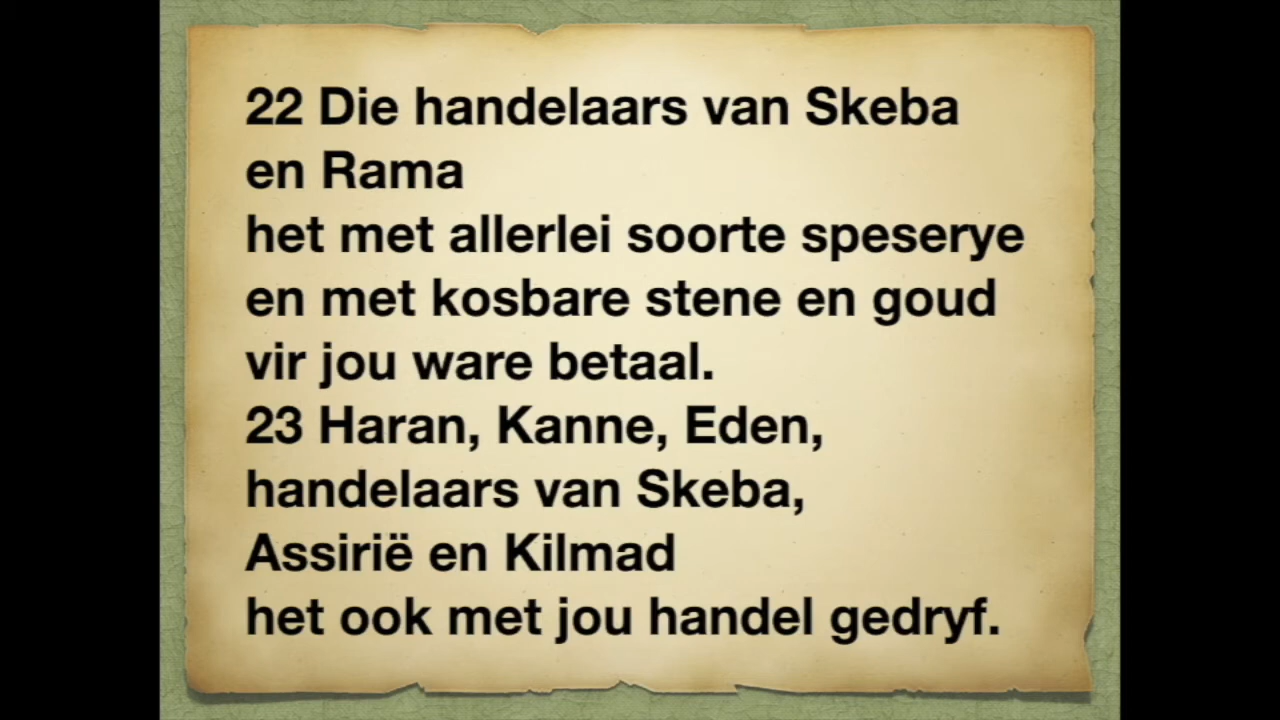 22 Die handelaars van Skeba
en Rama
het met allerlei soorte speserye
en met kosbare stene en goud
vir jou ware betaal.
23 Haran, Kanne, Eden,
handelaars van Skeba,
Assirië en Kilmad
het ook met jou handel gedryf.